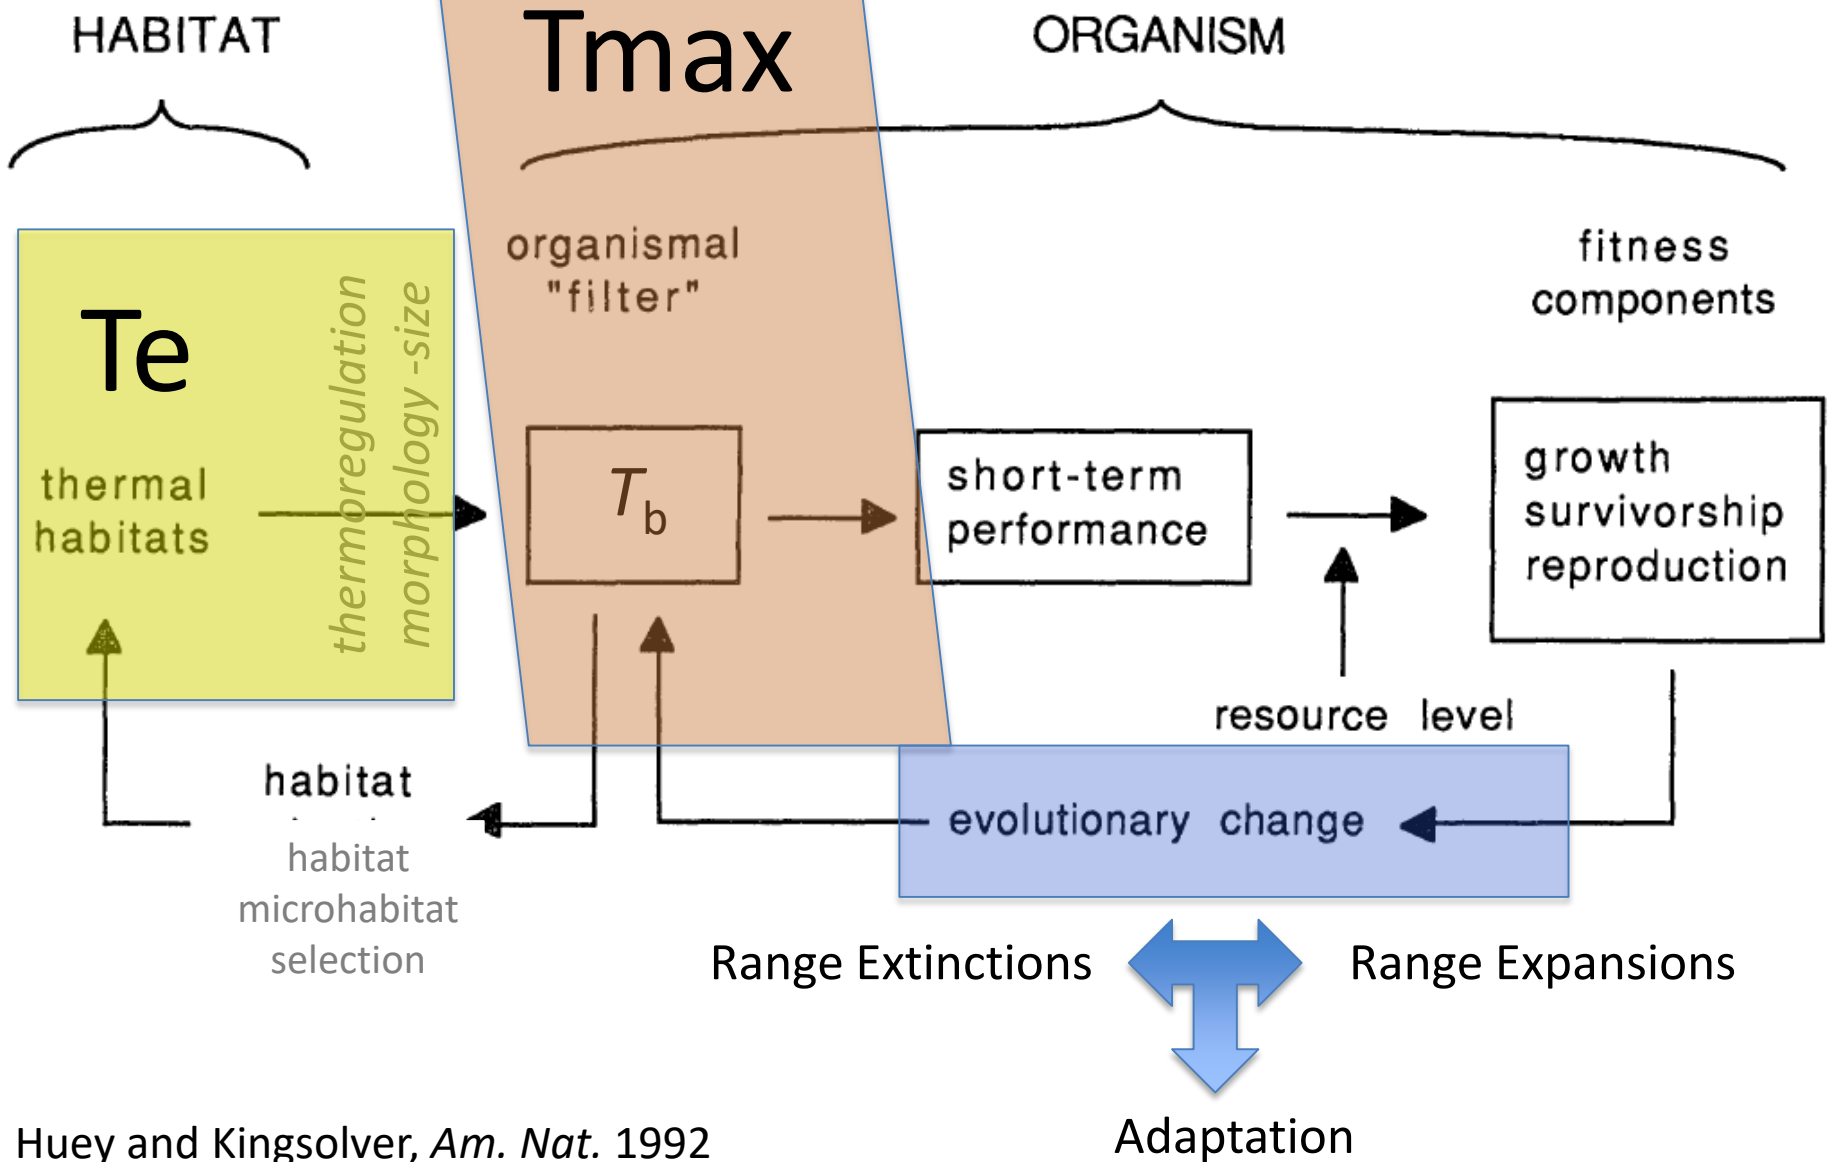 HABITAT
Tmax
ORGANISM
organismal
"filter"
fitness
components
Te
thermoregulation
morphology -size
thermal
habitats
Tb
short-term
performance
growth
survivorship
reproduction
resource level
habitat
evolutionary change
habitat
microhabitat
selection
Range Extinctions
Range Expansions
Adaptation
Huey and Kingsolver, Am. Nat. 1992